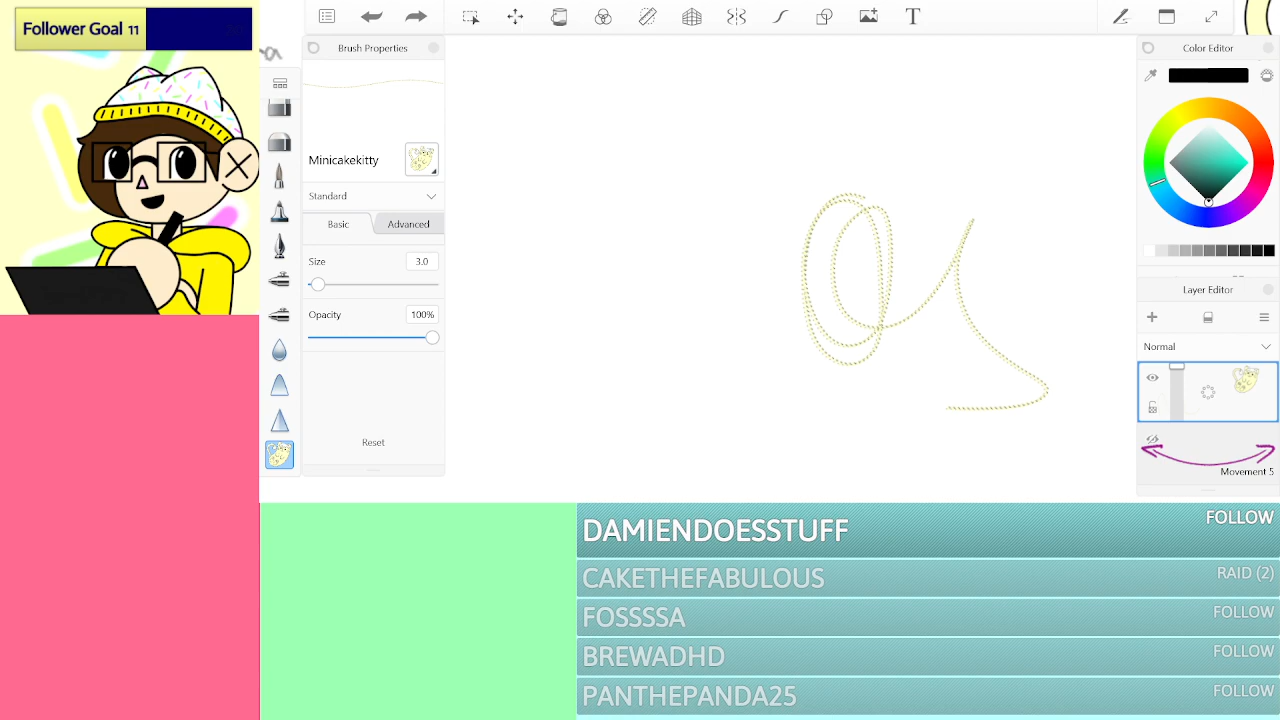 Follower Goal 11
Brush Properties
Minicakekitty
Standard
Basic
Advanced
Size
3.0
Opacity
100%
Reset
T
Color Editor
Layer Editor
Normal
Movement 5
DAMIENDOESSTUFF FOLLOW
CAKETHEFABULOUS RAID (2)
FOSSSSA FOLLOW
BREWADHD FOLLOW
PANTHEPANDA25 FOLLOW